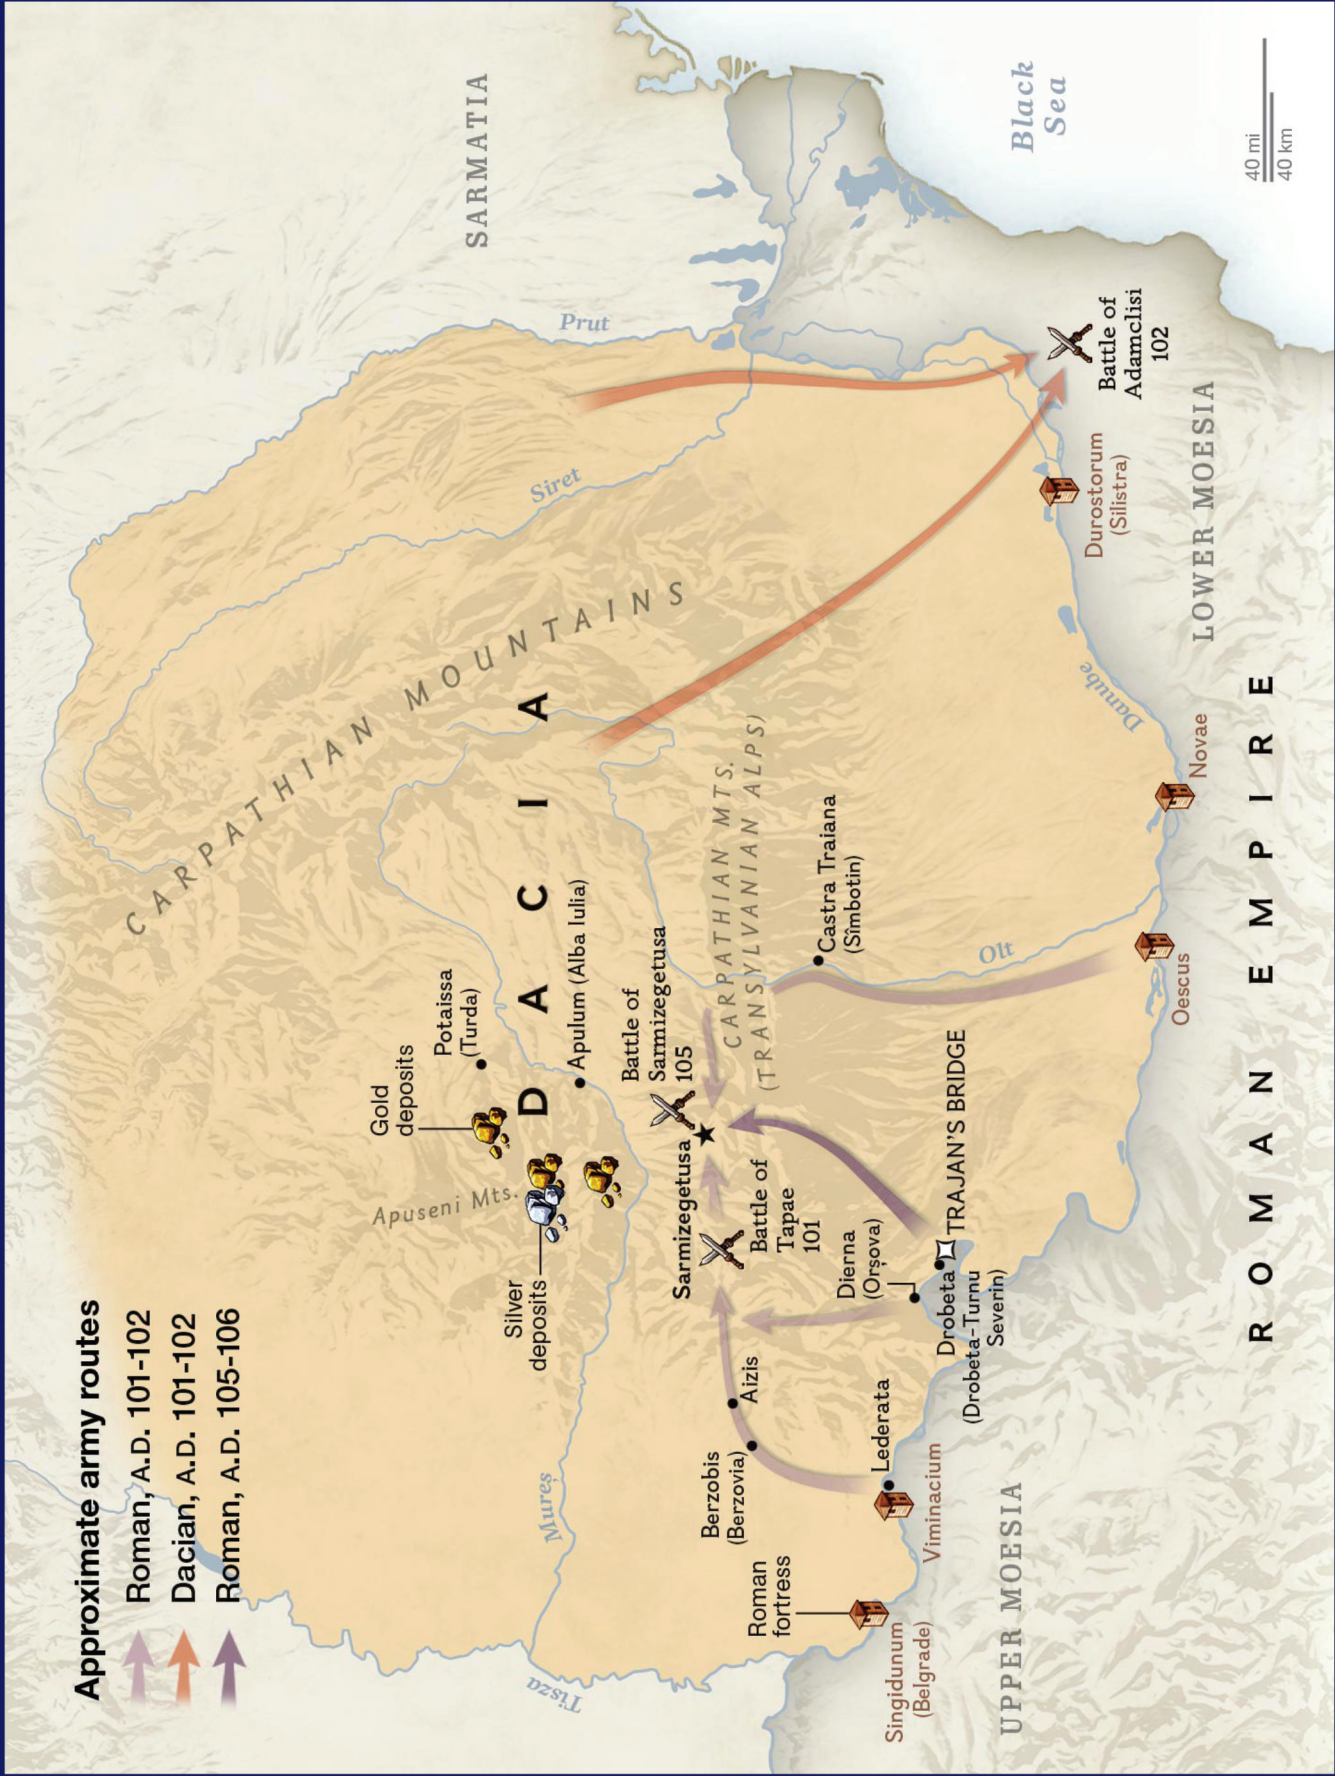 Approximate army routes
Roman, A.D. 101-102
Dacian, A.D. 101-102
Roman, A.D. 105-106
SARMATIA
CARPATHIAN MOUNTAINS
Prut
Siret
Gold
deposits
Potaissa
(Turda)
Apuseni Mts.
DACIA
Silver
deposits
Apulum (Alba Iulia)
Mureş
Tisza
Battle of
Sarmizegetusa
105
Sarmizegetusa
CARPATHIAN MTS.
(TRANSYLVANIAN ALPS)
Battle of
Tapae
101
Berzobis
(Berzovia)
Aizis
Roman
fortress
Castra Traiana
(Sîmbotin)
Dierna
(Orşova)
Lederata
Singidunum
(Belgrade)
Viminacium
Drobeta
(Drobeta-Turnu
Severin)
TRAJAN'S BRIDGE
Olt
Danube
Black
Sea
Battle of
Adamclisi
102
Durostorum
(Silistra)
Oescus
Novae
UPPER MOESIA
LOWER MOESIA
ROMAN EMPIRE
40 mi
40 km